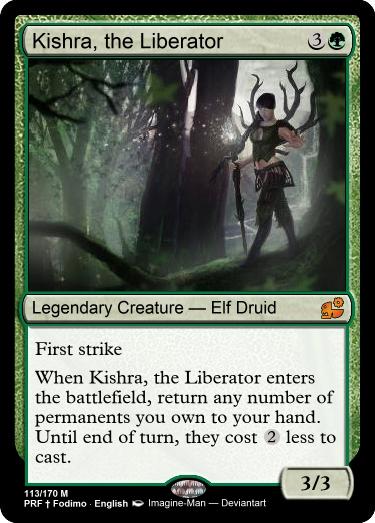 Kishra, the Liberator 3
Legendary Creature — Elf Druid
First strike
When Kishra, the Liberator enters
the battlefield, return any number of
permanents you own to your hand.
Until end of turn, they cost 2 less to
cast.
3/3
113/170 M
PRF † Fodimo · English Imagine-Man — Deviantart